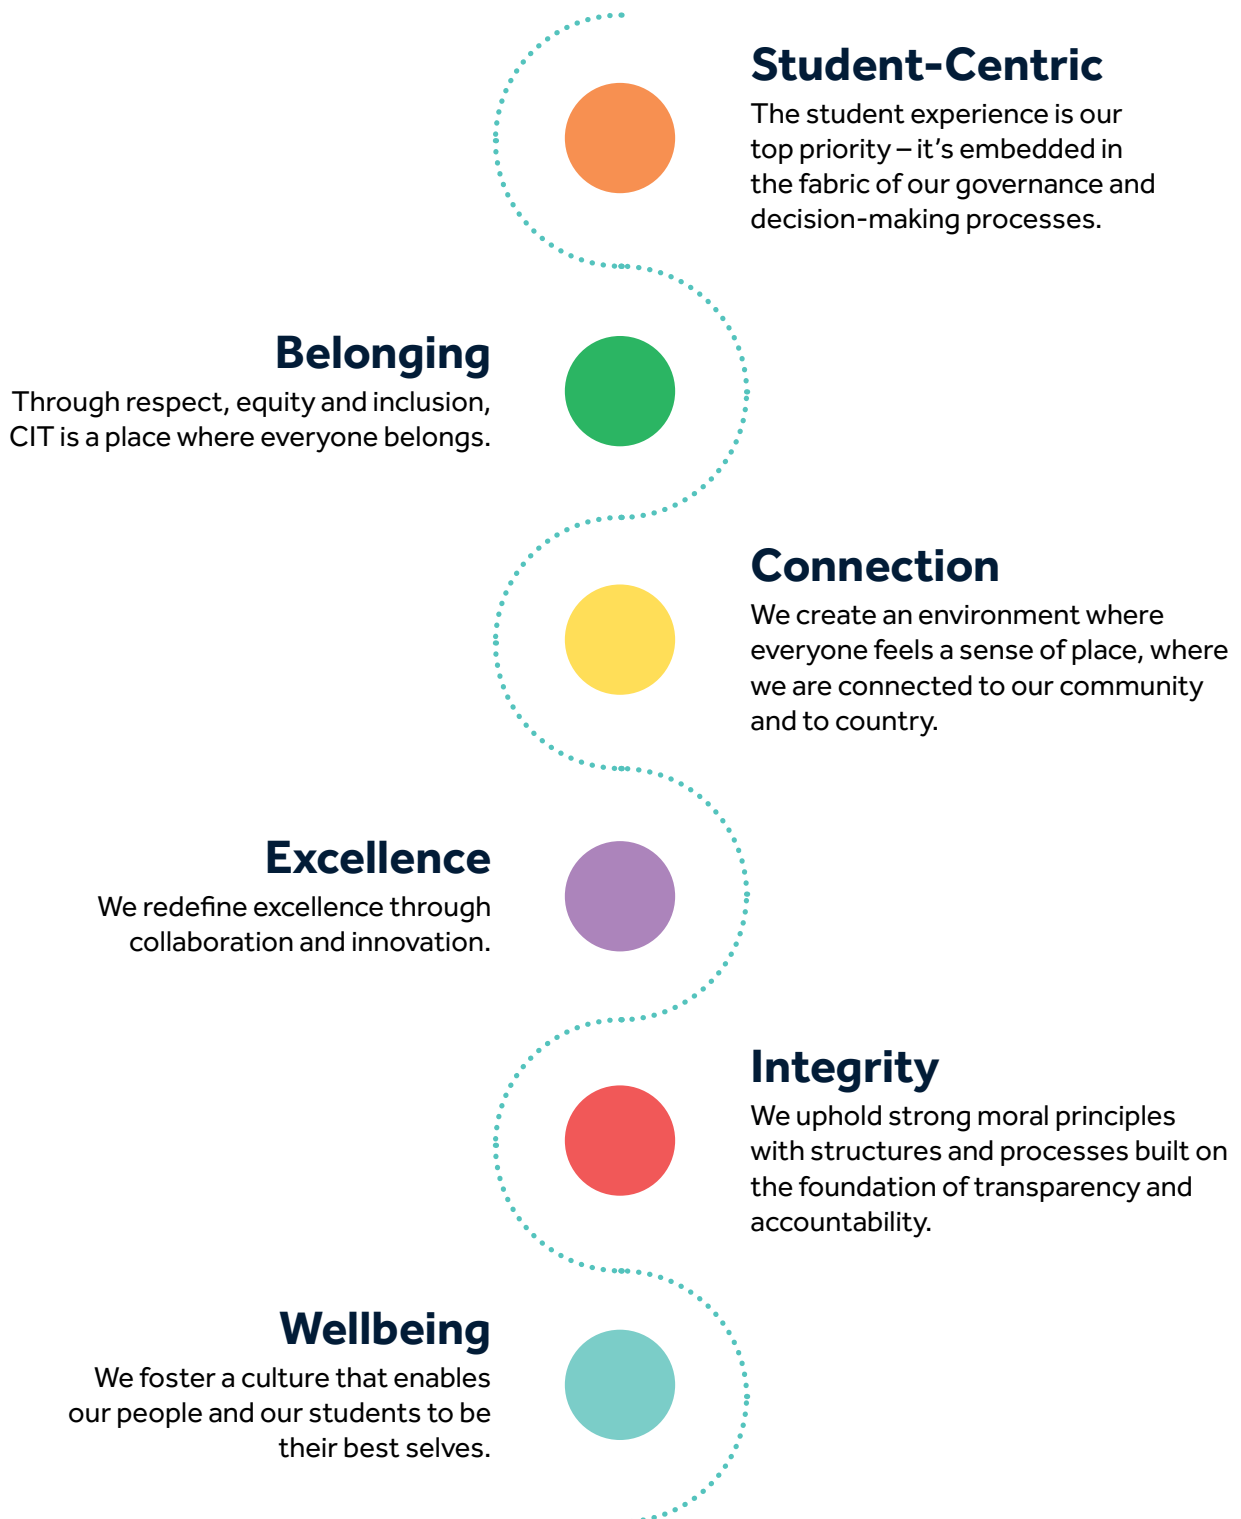 Student-Centric
The student experience is our
top priority – it’s embedded in
the fabric of our governance and
decision-making processes.
Belonging
Through respect, equity and inclusion,
CIT is a place where everyone belongs.
Connection
We create an environment where
everyone feels a sense of place, where
we are connected to our community
and to country.
Excellence
We redefine excellence through
collaboration and innovation.
Integrity
We uphold strong moral principles
with structures and processes built on
the foundation of transparency and
accountability.
Wellbeing
We foster a culture that enables
our people and our students to be
their best selves.